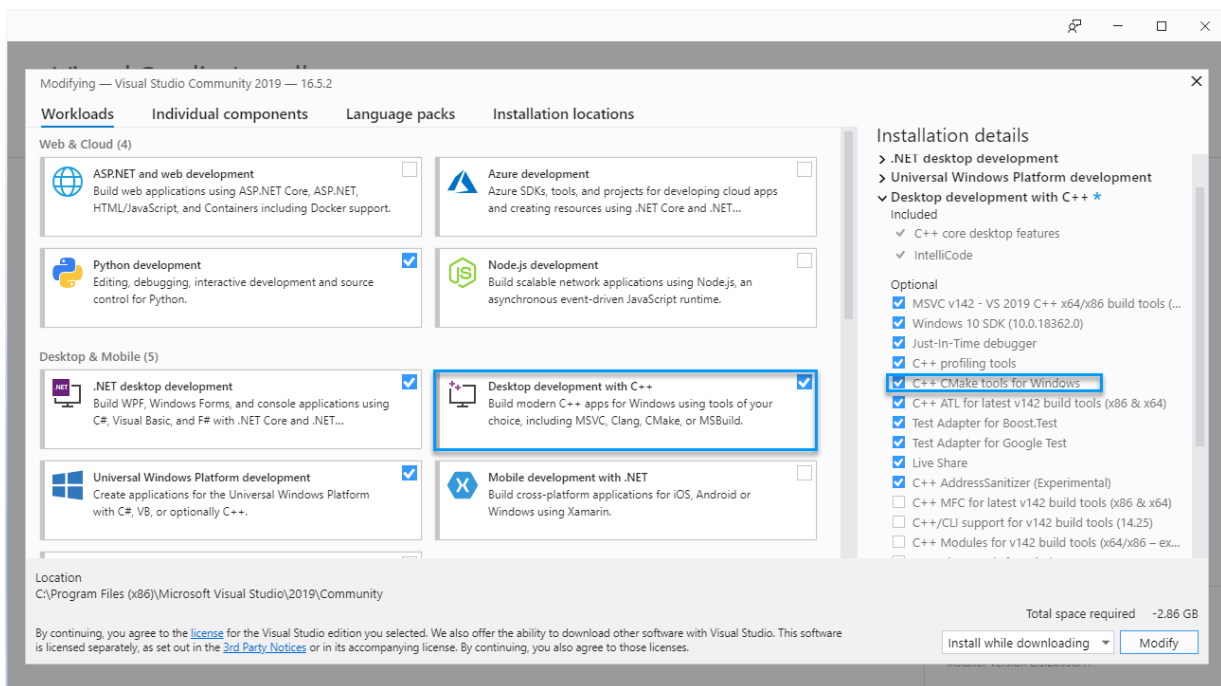 Modifying — Visual Studio Community 2019 — 16.5.2
Workloads
Individual components
Language packs
Installation locations
Web & Cloud (4)
ASP.NET and web development
Build web applications using ASP.NET Core, ASP.NET,
HTML/JavaScript, and Containers including Docker support.
Azure development
Azure SDKs, tools, and projects for developing cloud apps
and creating resources using .NET Core and .NET...
Python development
Editing, debugging, interactive development and source
control for Python.
JS
Node.js development
Build scalable network applications using Node.js, an
asynchronous event-driven JavaScript runtime.
Desktop & Mobile (5)
.NET
.NET desktop development
Build WPF, Windows Forms, and console applications using
C#, Visual Basic, and F# with .NET Core and .NET...
Desktop development with C++
Build modern C++ apps for Windows using tools of your
choice, including MSVC, Clang, CMake, or MSBuild.
Universal Windows Platform development
Create applications for the Universal Windows Platform
with C#, VB, or optionally C++.
Mobile development with .NET
Build cross-platform applications for iOS, Android or
Windows using Xamarin.
Installation details
.NET desktop development
Universal Windows Platform development
Desktop development with C++ *
Included
C++ core desktop features
IntelliCode
Optional
MSVC v142 - VS 2019 C++ x64/x86 build tools (...
Windows 10 SDK (10.0.18362.0)
Just-In-Time debugger
C++ profiling tools
C++ CMake tools for Windows
C++ ATL for latest v142 build tools (x86 & x64)
Test Adapter for Boost.Test
Test Adapter for Google Test
Live Share
C++ AddressSanitizer (Experimental)
C++ MFC for latest v142 build tools (x86 & x64)
C++/CLI support for v142 build tools (14.25)
C++ Modules for v142 build tools (x64/x86 – ex...
Location
C:\Program Files (x86)\Microsoft Visual Studio\2019\Community
By continuing, you agree to the license for the Visual Studio edition you selected. We also offer the ability to download other software with Visual Studio. This software
is licensed separately, as set out in the 3rd Party Notices or in its accompanying license. By continuing, you also agree to those licenses.
Total space required -2.86 GB
Install while downloading
Modify